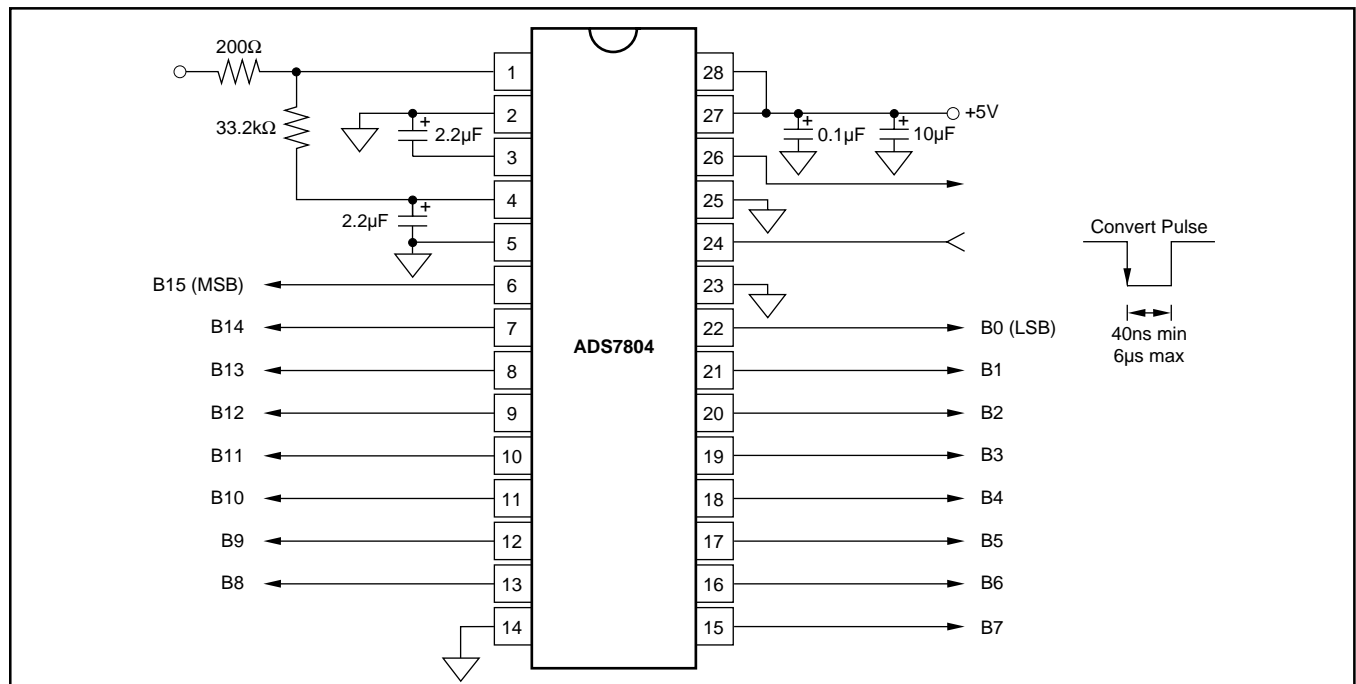 200Ω
33.2kΩ
+
2.2µF
+
2.2µF
1
2
3
4
5
6
7
8
9
10
11
12
13
14
B15 (MSB)
B14
B13
B12
B11
B10
B9
B8
ADS7804
28
27
26
25
24
23
22
21
20
19
18
17
16
15
+
0.1µF
+
10µF
+5V
B0 (LSB)
B1
B2
B3
B4
B5
B6
B7
Convert Pulse
40ns min
6µs max